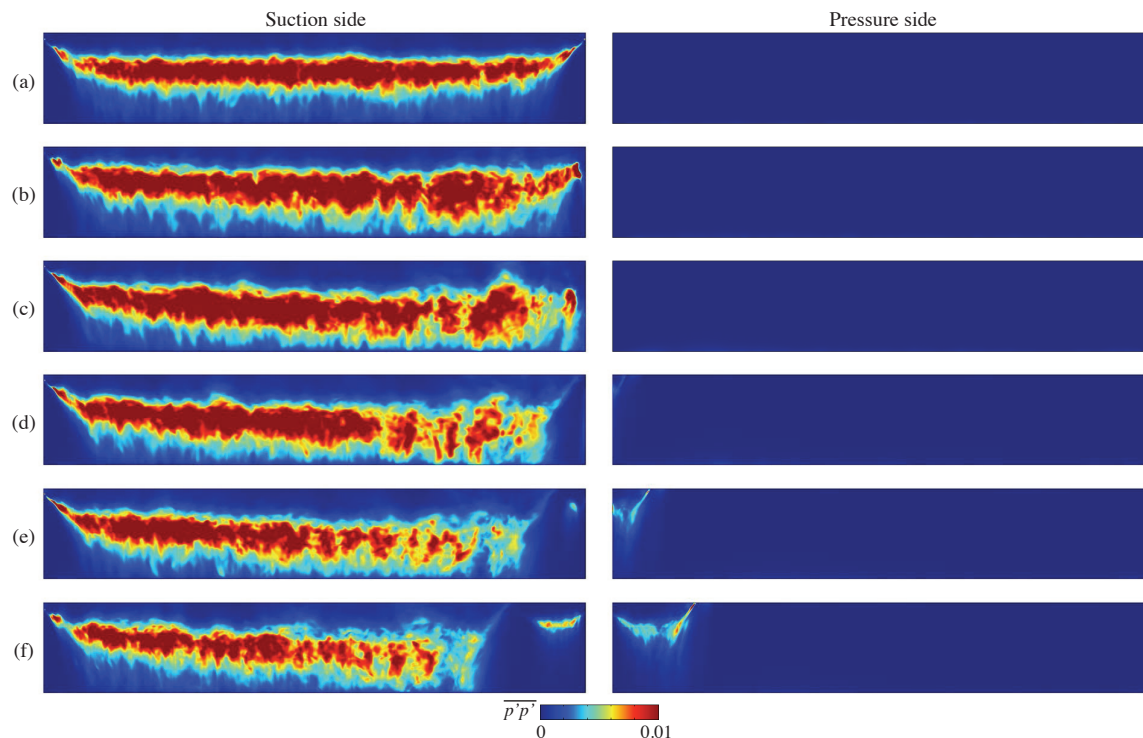 Suction side
Pressure side
(a)
(b)
(c)
(d)
(e)
(f)
p'p'
0
0.01